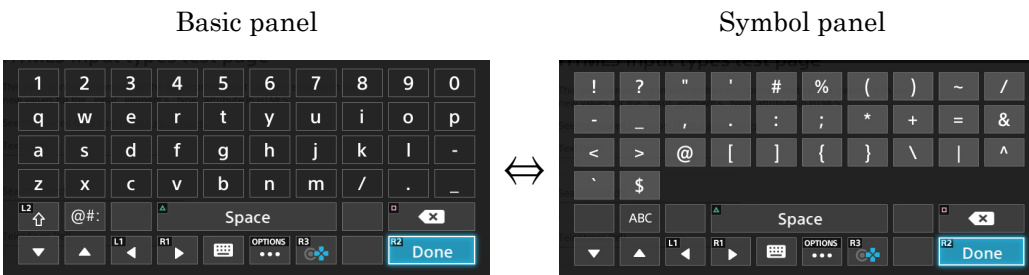 Basic panel
1 2 3 4 5 6 7 8 9 0
q w e r t y u i o p
a s d f g h j k l -
z x c v b n m / . _
L2 @#: Space
L1 R1 OPTIONS R3 R2 Done
⇔
Symbol panel
! ? " ' # % ( ) ~ /
- _ , . : ; * + = &
< > @ [ ] { } \ | ^
` $
ABC Space
L1 R1 OPTIONS R3 R2 Done